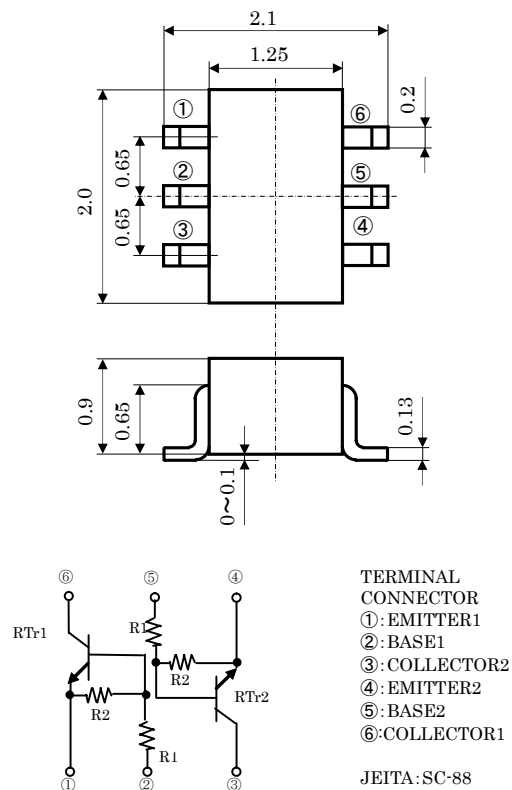 2.1
1.25
①
⑥
0.2
0.65
②
⑤
2.0
0.65
③
④
0.9
0.65
0.13
0~0.1
⑥
⑤
④
RTr1
R1
R2
R2
RTr2
R1
①
②
③
TERMINAL
CONNECTOR
①:EMITTER1
②:BASE1
③:COLLECTOR2
④:EMITTER2
⑤:BASE2
⑥:COLLECTOR1
JEITA:SC-88